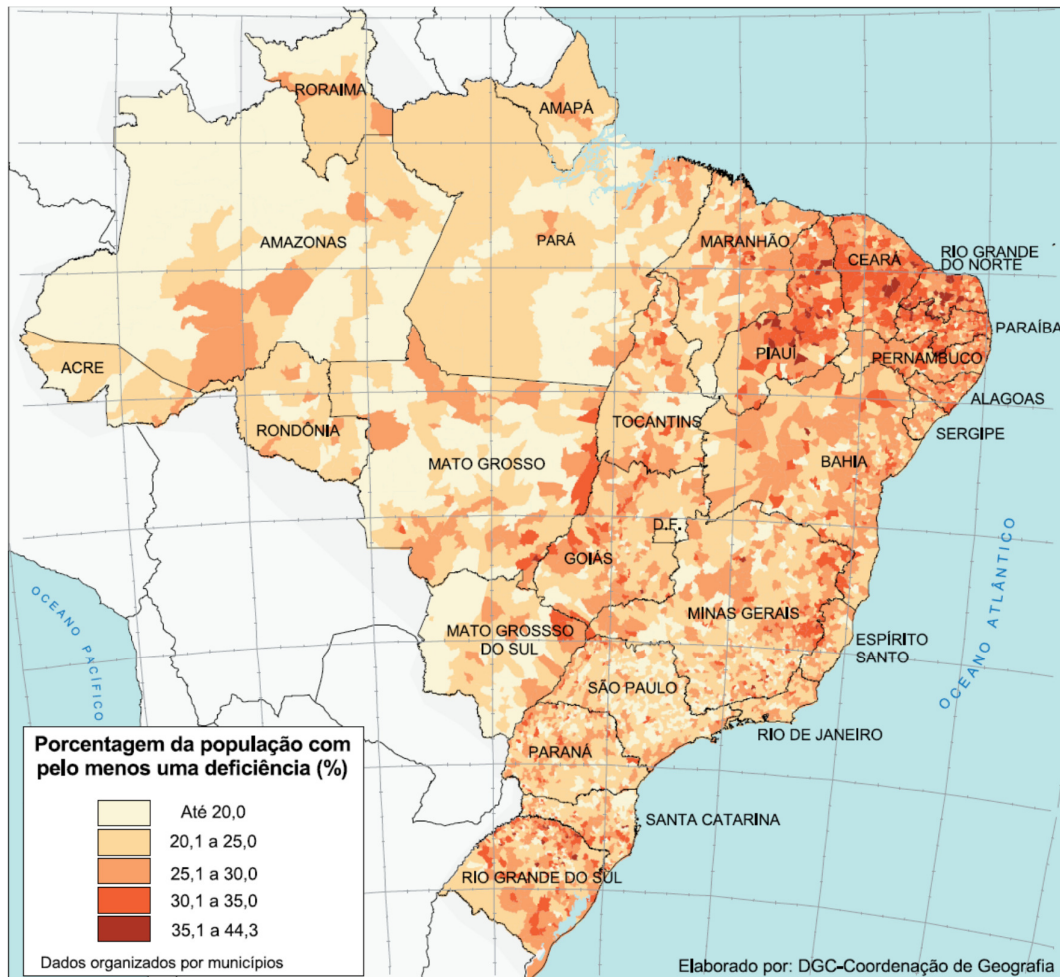 RORAIMA
AMAPÁ
AMAZONAS
PARÁ
MARANHÃO
CEARÁ
RIO GRANDE
DO NORTE
PARAÍBA
PIAUÍ
PERNAMBUCO
ACRE
ALAGOAS
TOCANTINS
RONDÔNIA
SERGIPE
MATO GROSSO
BAHIA
D.F.
GOIÁS
MINAS GERAIS
MATO GROSSSO
DO SUL
ESPÍRITO
SANTO
SÃO PAULO
RIO DE JANEIRO
PARANÁ
SANTA CATARINA
RIO GRANDE DO SUL
OCEANO PACÍFICO
OCEANO ATLÂNTICO
Porcentagem da população com
pelo menos uma deficiência (%)
Até 20,0
20,1 a 25,0
25,1 a 30,0
30,1 a 35,0
35,1 a 44,3
Dados organizados por municípios
Elaborado por: DGC-Coordenação de Geografia